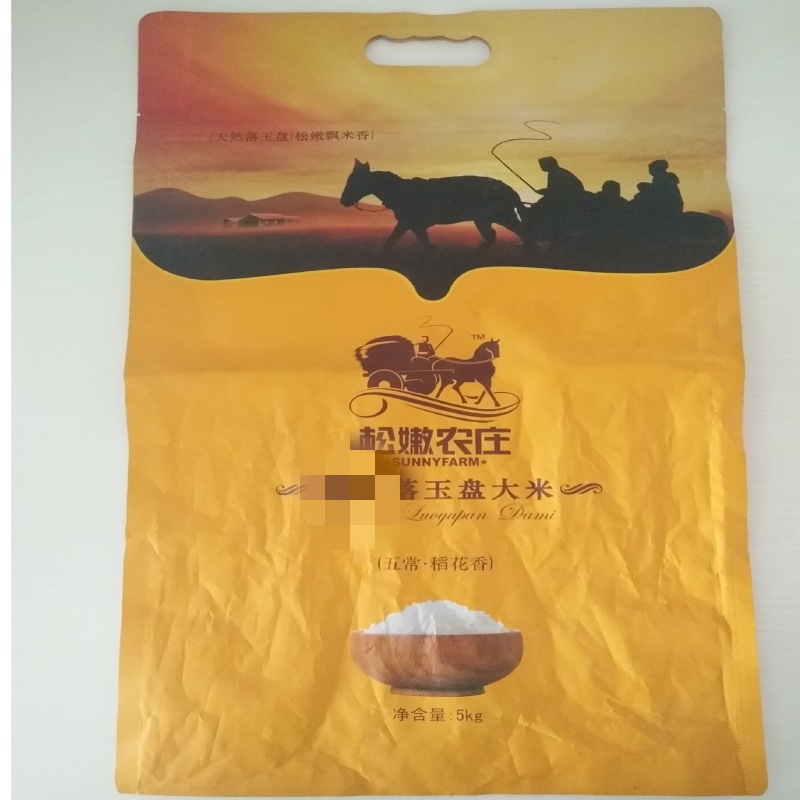 天然落玉盘 | 松嫩飘米香
TM
松嫩农庄
SUNNYFARM★
落玉盘大米
Luoyupan Dami
(五常·稻花香)
净含量:5kg